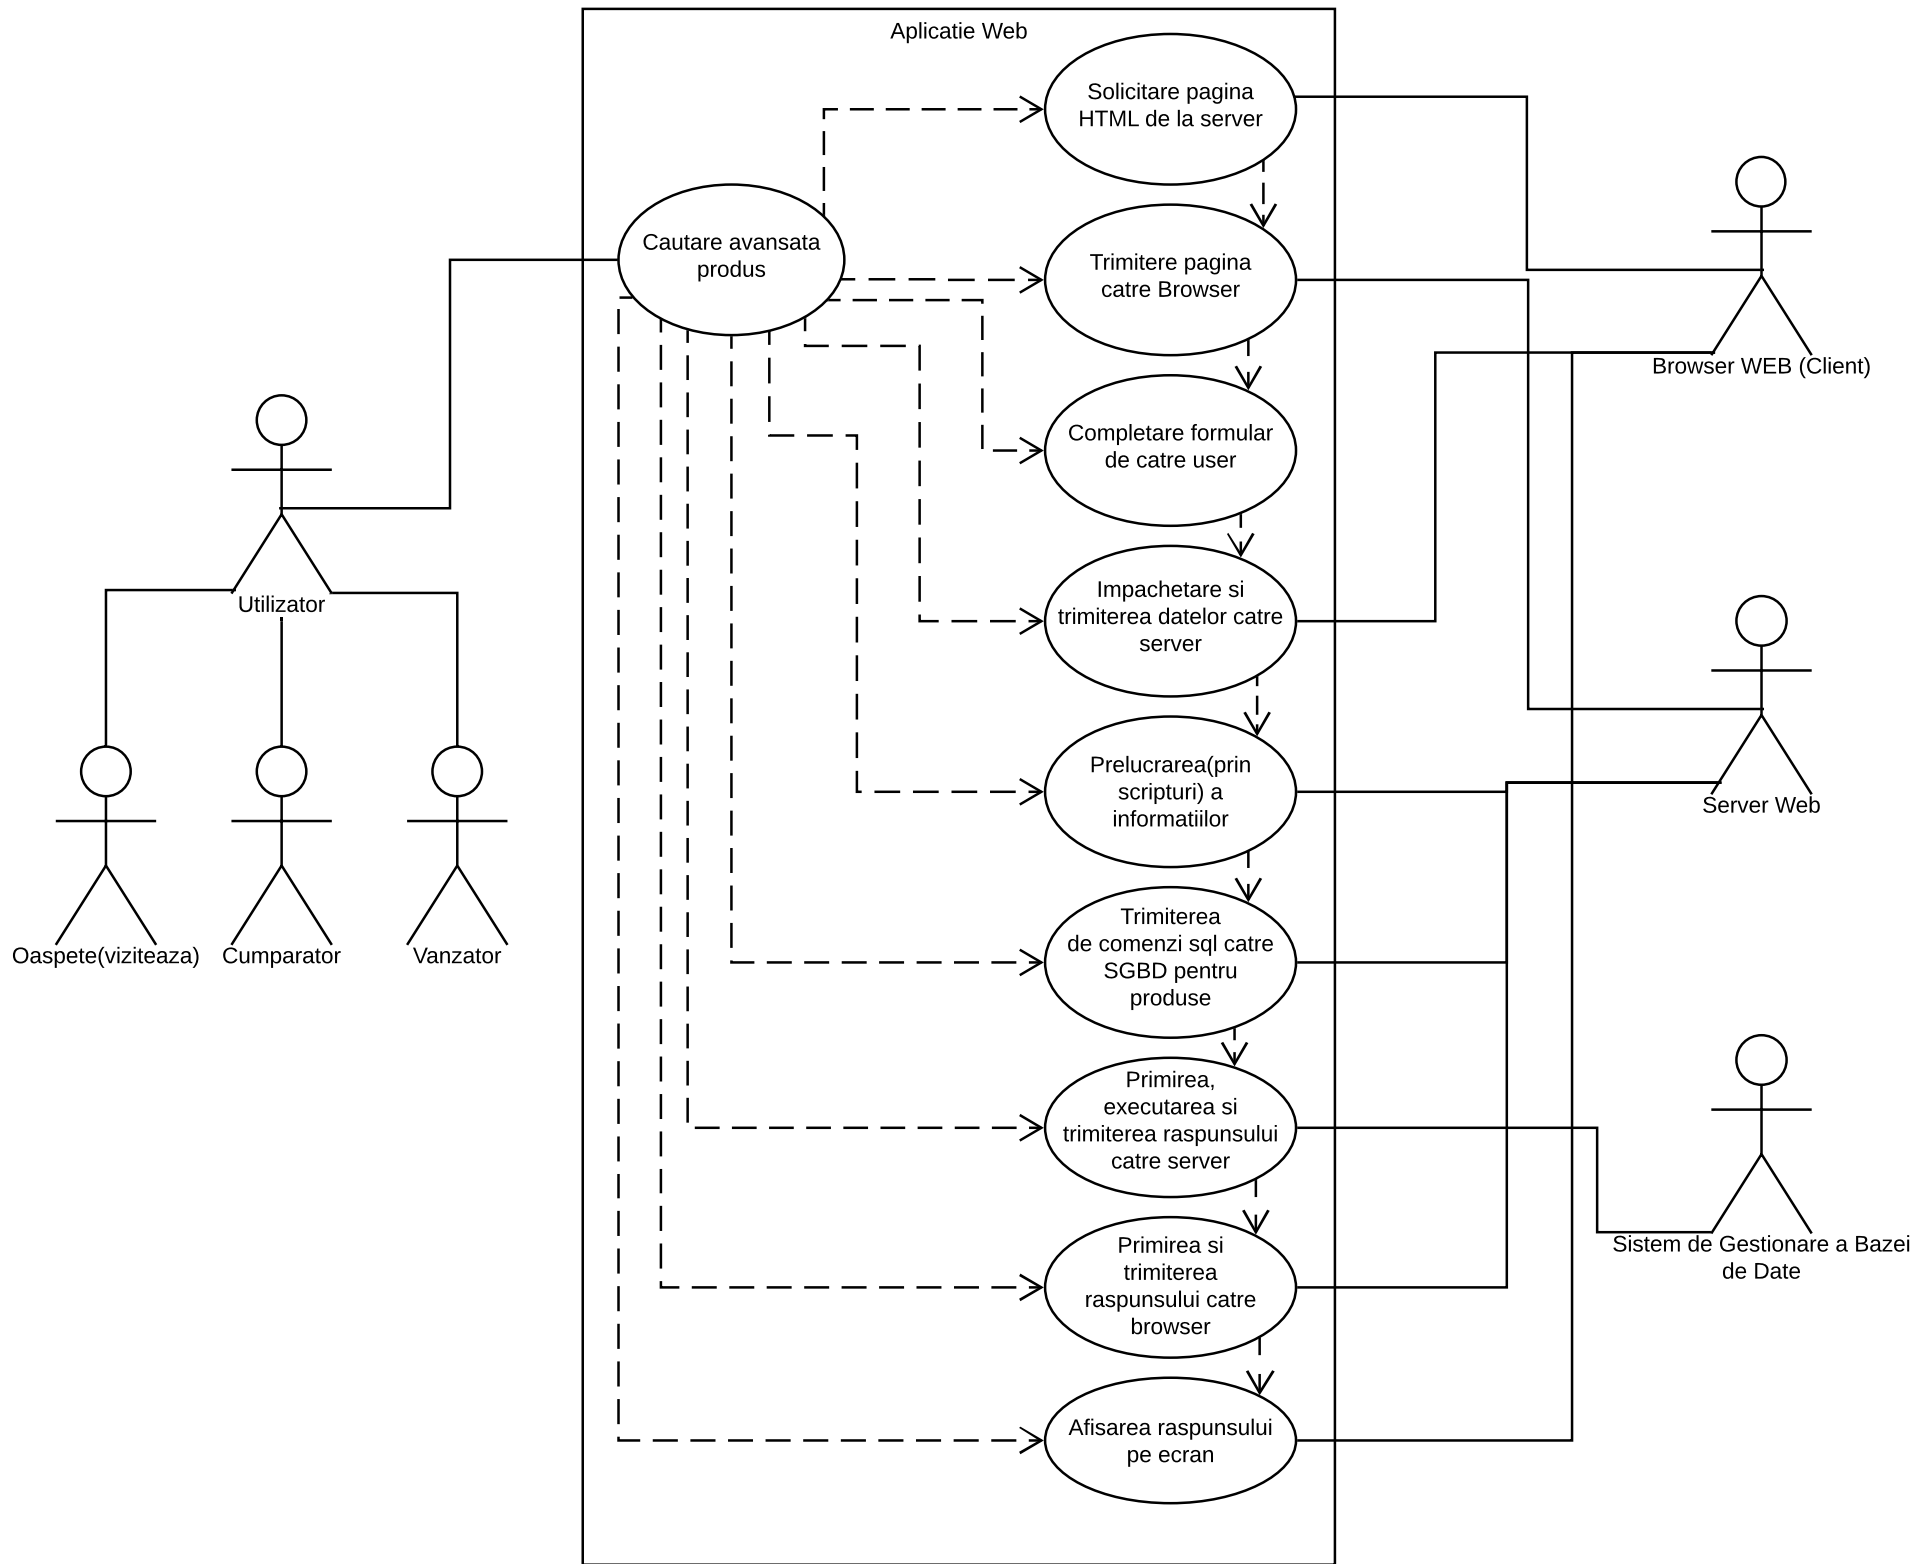 Aplicatie Web
Solicitare pagina
HTML de la server
Cautare avansata
produs
Trimitere pagina
catre Browser
Browser WEB (Client)
Completare formular
de catre user
Utilizator
Impachetare si
trimiterea datelor catre
server
Prelucrarea(prin
scripturi) a
informatiilor
Server Web
Oaspete(viziteaza)
Cumparator
Vanzator
Trimiterea
de comenzi sql catre
SGBD pentru
produse
Primirea,
executarea si
trimiterea raspunsului
catre server
Sistem de Gestionare a Bazei
de Date
Primirea si
trimiterea
raspunsului catre
browser
Afisarea raspunsului
pe ecran